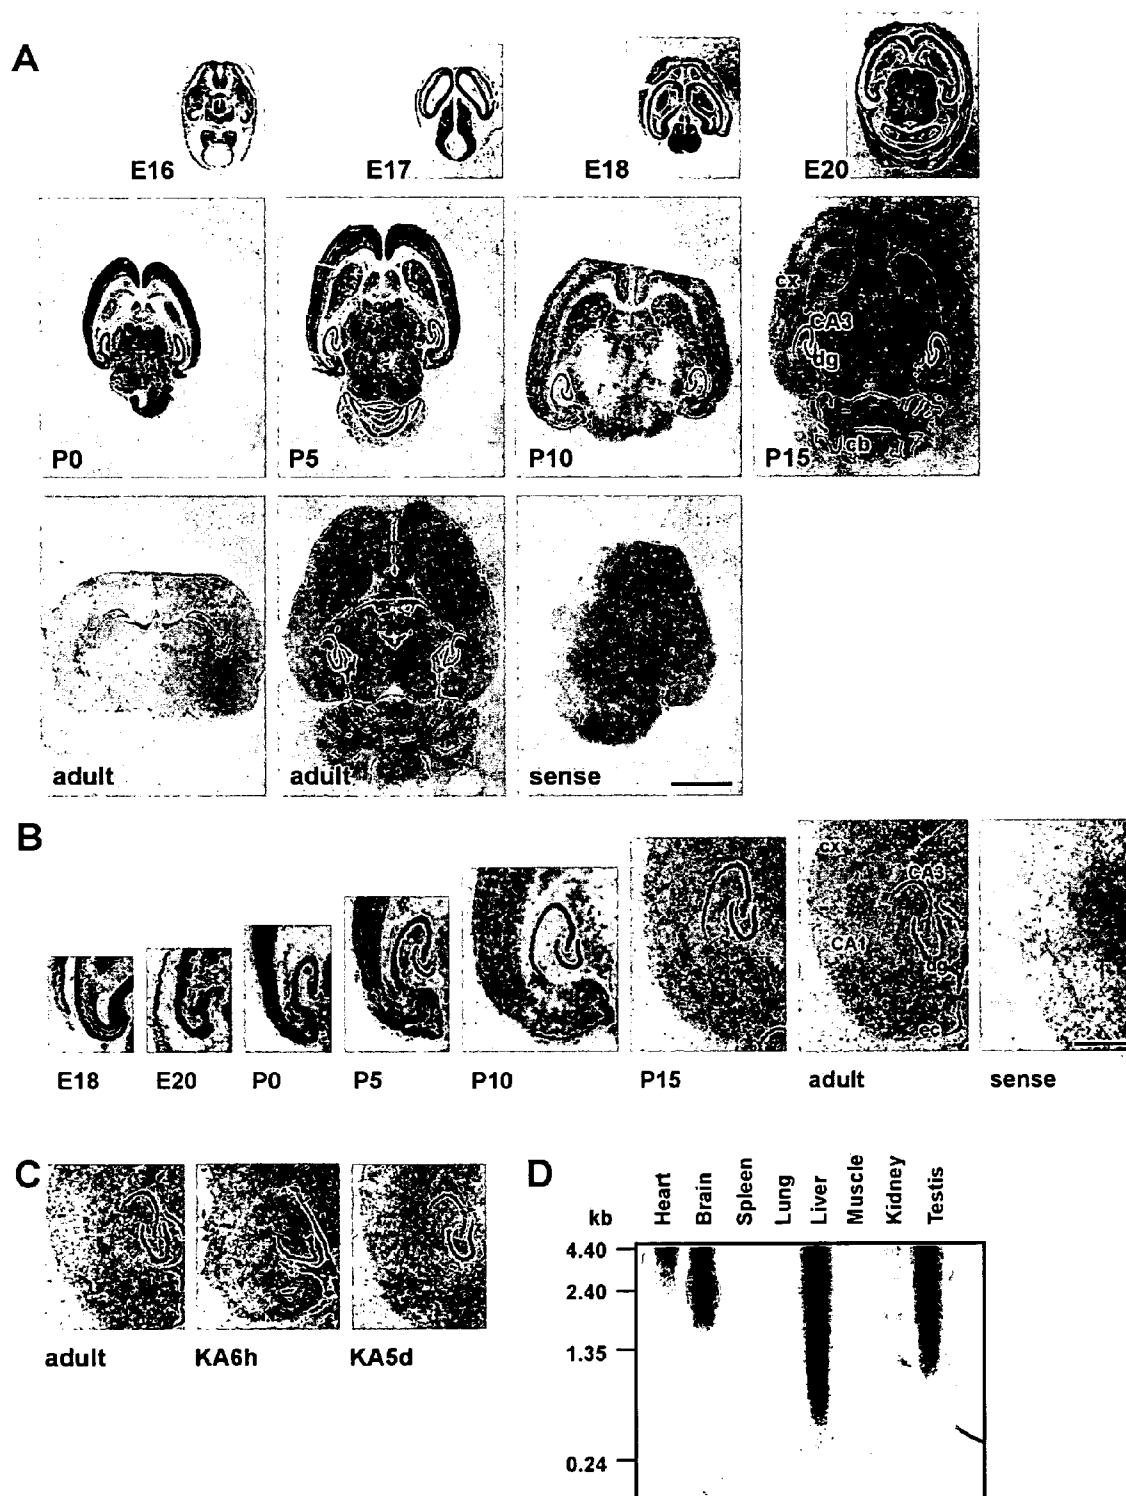 A
E16
E17
E18
E20
P0
P5
P10
cx
CA3
dg
cb
P15
adult
adult
sense
B
cx
CA3
CA1
ec
E18
E20
P0
P5
P10
P15
adult
sense
C
adult
KA6h
KA5d
D
kb
Heart
Brain
Spleen
Lung
Liver
Muscle
Kidney
Testis
4.40
2.40
1.35
0.24